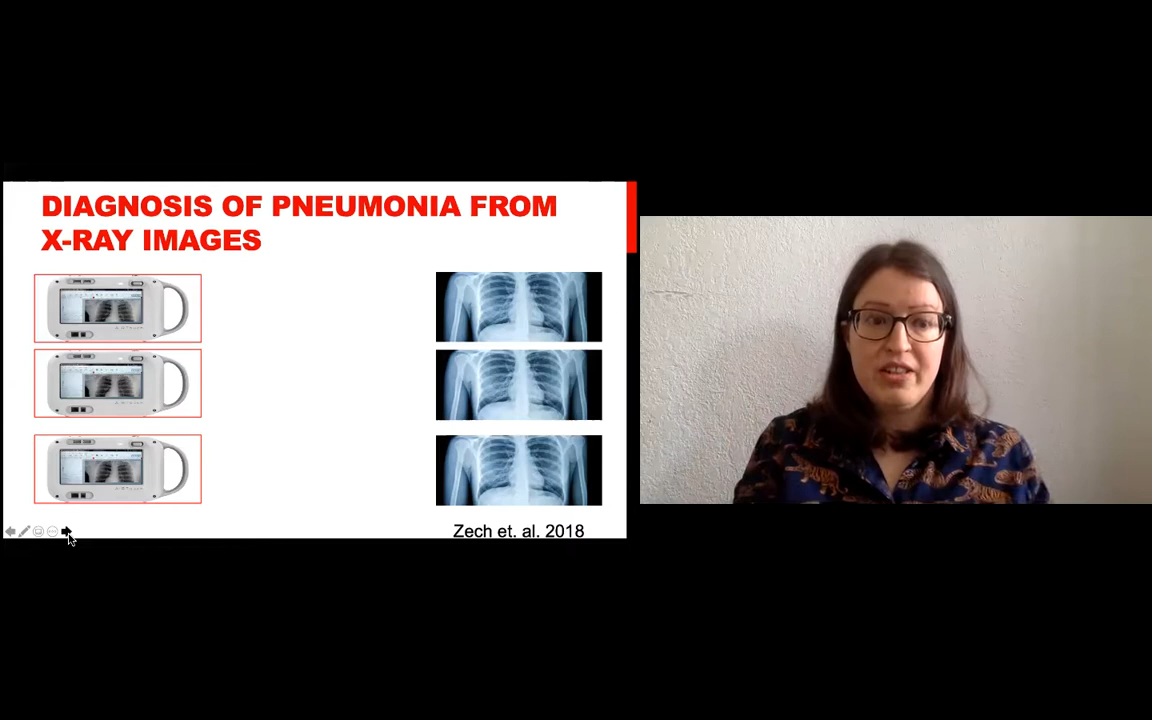 DIAGNOSIS OF PNEUMONIA FROM
X-RAY IMAGES
Zech et. al. 2018